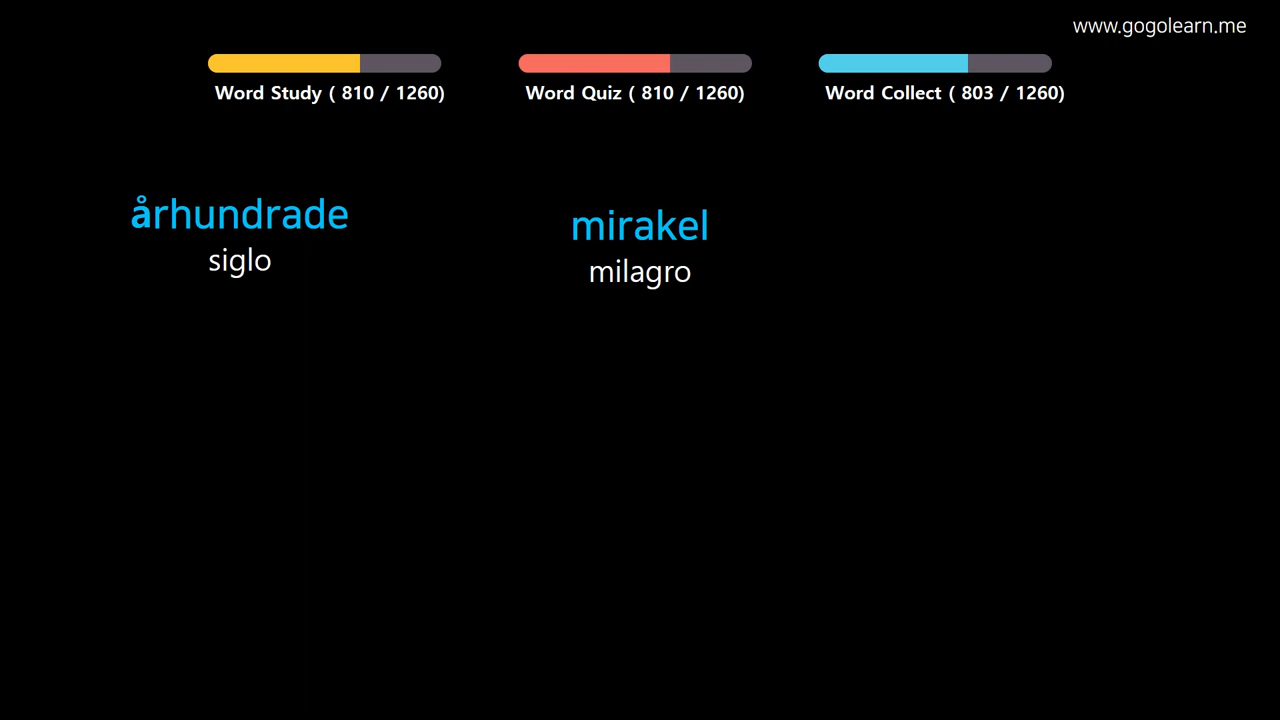 www.gogolearn.me
Word Study ( 810 / 1260)
Word Quiz ( 810 / 1260)
Word Collect ( 803 / 1260)
århundrade
siglo
mirakel
milagro